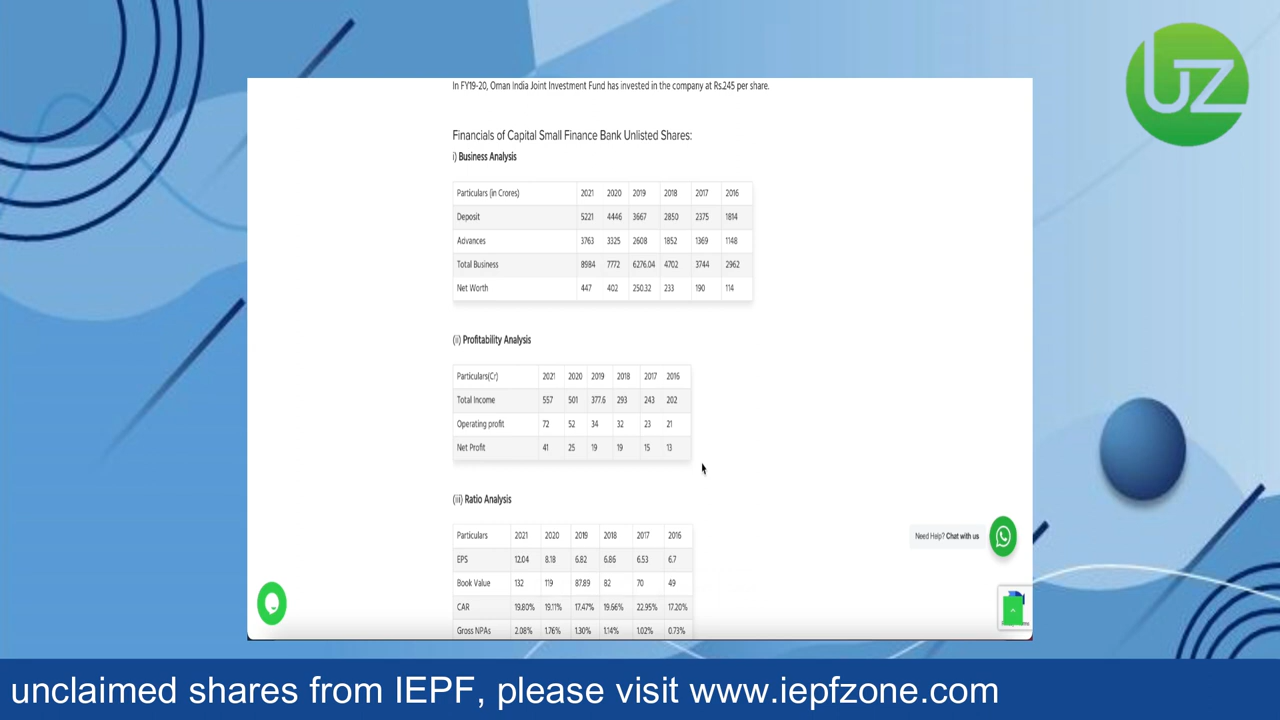 UZ
In FY19-20, Oman India Joint Investment Fund has invested in the company at Rs.245 per share.
Financials of Capital Small Finance Bank Unlisted Shares:
i) Business Analysis
Particulars (in Crores) 2021 2020 2019 2018 2017 2016
Deposit 5221 4446 3667 2850 2375 1814
Advances 3763 3325 2608 1852 1369 1148
Total Business 8984 7772 6276.04 4702 3744 2962
Net Worth 447 402 250.32 233 190 114
(ii) Profitability Analysis
Particulars(Cr) 2021 2020 2019 2018 2017 2016
Total Income 557 501 377.6 293 243 202
Operating profit 72 52 34 32 23 21
Net Profit 41 25 19 19 15 13
(iii) Ratio Analysis
Particulars 2021 2020 2019 2018 2017 2016
EPS 12.04 8.18 6.82 6.86 6.53 6.7
Book Value 132 119 87.89 82 70 49
CAR 19.80% 19.11% 17.47% 19.66% 22.95% 17.20%
Gross NPAs 2.08% 1.76% 1.30% 1.14% 1.02% 0.73%
Need Help? Chat with us
unclaimed shares from IEPF, please visit www.iepfzone.com